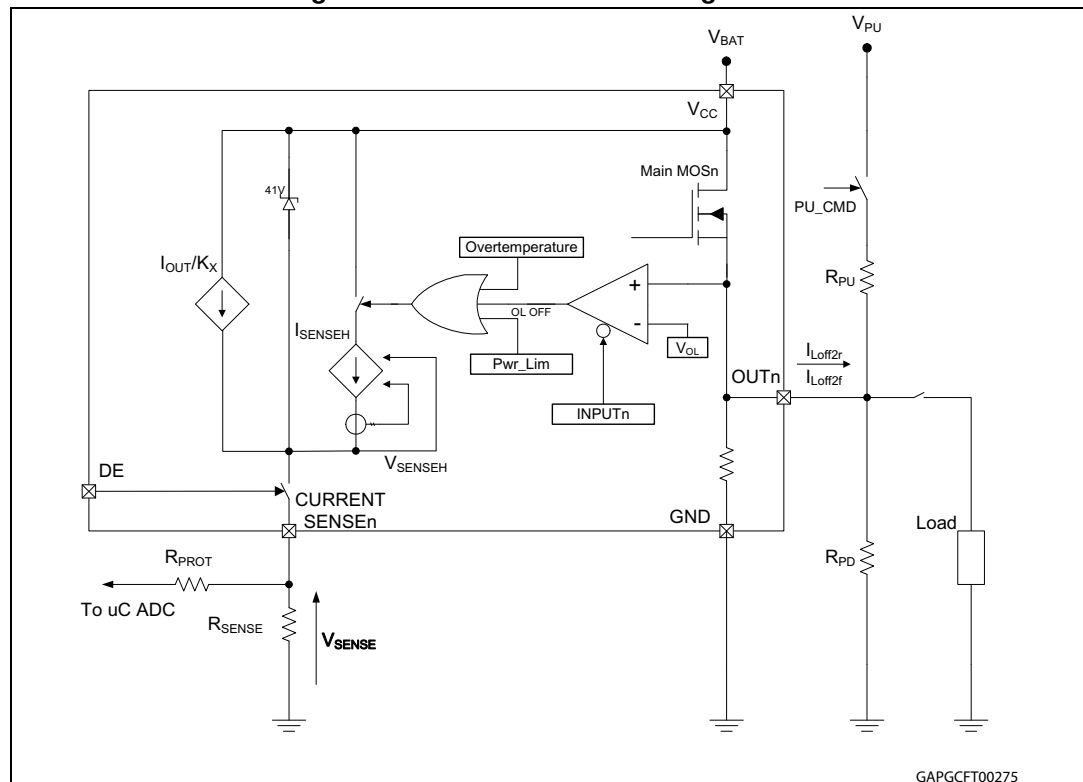 V_BAT
V_PU
V_CC
41V
Main MOSn
PU_CMD
Overtemperature
I_OUT/K_X
R_PU
+
OL OFF
-
I_SENSEH
V_OL
Pwr_Lim
I_Loff2r
OUTn
I_Loff2f
INPUTn
V_SENSEH
DE
CURRENT
SENSEn
GND
Load
R_PROT
R_PD
To uC ADC
R_SENSE
V_SENSE
GAPGCFT00275